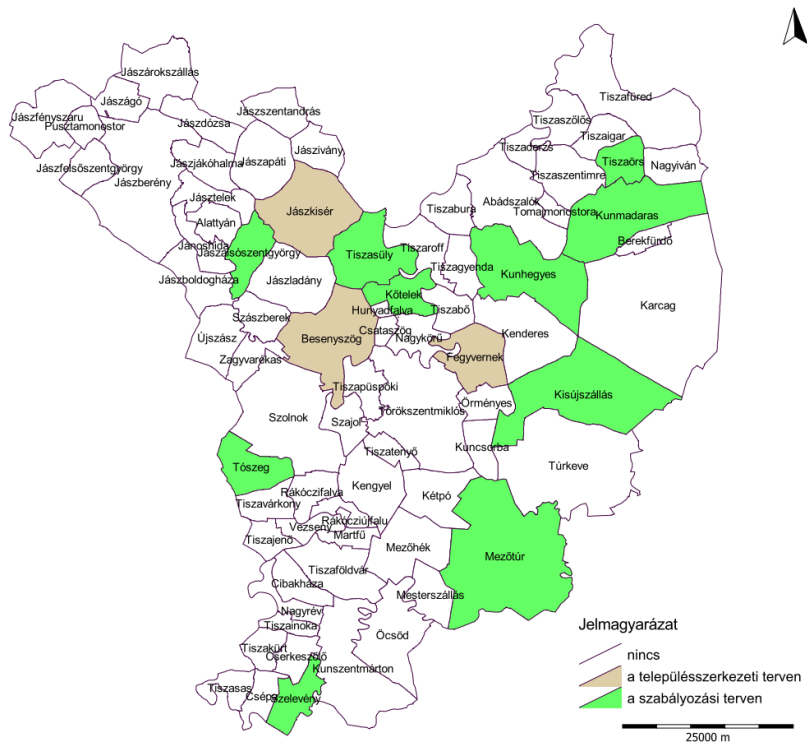 Jászárokszállás
Jászágó
Jászfényszaru
Pusztamonostor
Jászdózsa
Jászszentandrás
Jászivány
Jászapáti
Jászjákóhalma
Jászfelsőszentgyörgy
Jászberény
Jásztelek
Alattyán
Jánoshida
Jászalsószentgyörgy
Jászboldogháza
Jászkisér
Jászladány
Tiszasüly
Tiszaroff
Tiszabura
Tiszagyenda
Tiszafüred
Tiszaszőlős
Tiszaigar
Tiszaderzs
Tiszaörs
Nagyiván
Tiszaszentimre
Abádszalók
Tomajmonostora
Kunmadaras
Berekfürdő
Kunhegyes
Karcag
Kőtelek
Hunyadfalva
Tiszabő
Csataszög
Nagykörű
Kenderes
Fegyvernek
Besenyszög
Szászberek
Újszász
Zagyvarékas
Tiszapüspöki
Törökszentmiklós
Örményes
Kisújszállás
Szolnok
Szajol
Kuncsorba
Túrkeve
Tiszatenyő
Tószeg
Kengyel
Kétpó
Rákóczifalva
Tiszavárkony
Rákócziújfalu
Vezseny
Martfű
Tiszajenő
Mezőhék
Mezőtúr
Tiszaföldvár
Cibakháza
Mesterszállás
Nagyrév
Tiszainoka
Öcsöd
Tiszakürt
Cserkeszőlő
Kunszentmárton
Tiszasas
Csépa
Szelevény
Jelmagyarázat
nincs
a településszerkezeti terven
a szabályozási terven
25000 m